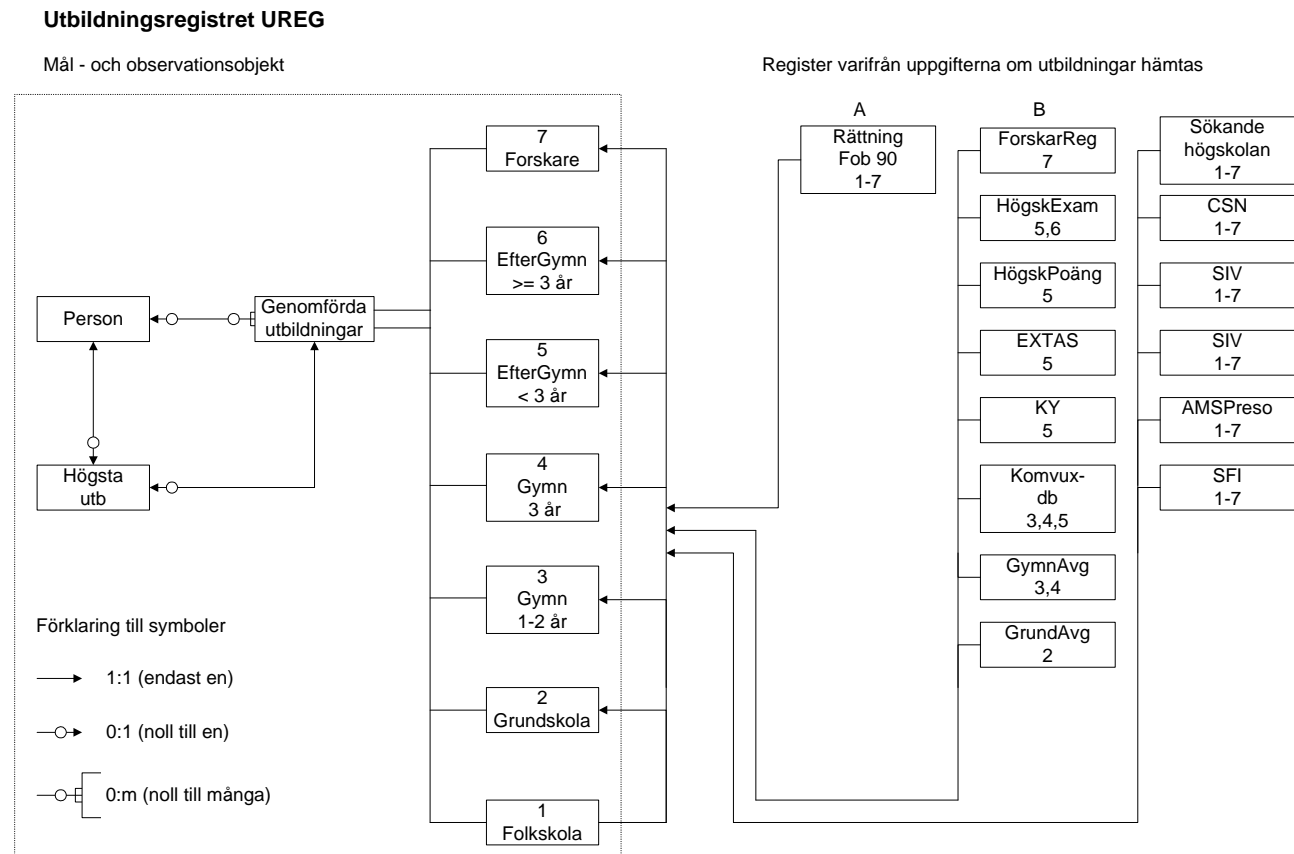 Utbildningsregistret UREG
Mål - och observationsobjekt
Register varifrån uppgifterna om utbildningar hämtas
7
Forskare
6
EfterGymn
>= 3 år
Person
Genomförda
utbildningar
5
EfterGymn
< 3 år
Högsta
utb
4
Gymn
3 år
3
Gymn
1-2 år
2
Grundskola
1
Folkskola
Förklaring till symboler
1:1 (endast en)
0:1 (noll till en)
0:m (noll till många)
A
Rättning
Fob 90
1-7
B
ForskarReg
7
HögskExam
5,6
HögskPoäng
5
EXTAS
5
KY
5
Komvux-
db
3,4,5
GymnAvg
3,4
GrundAvg
2
Sökande
högskolan
1-7
CSN
1-7
SIV
1-7
SIV
1-7
AMSPreso
1-7
SFI
1-7